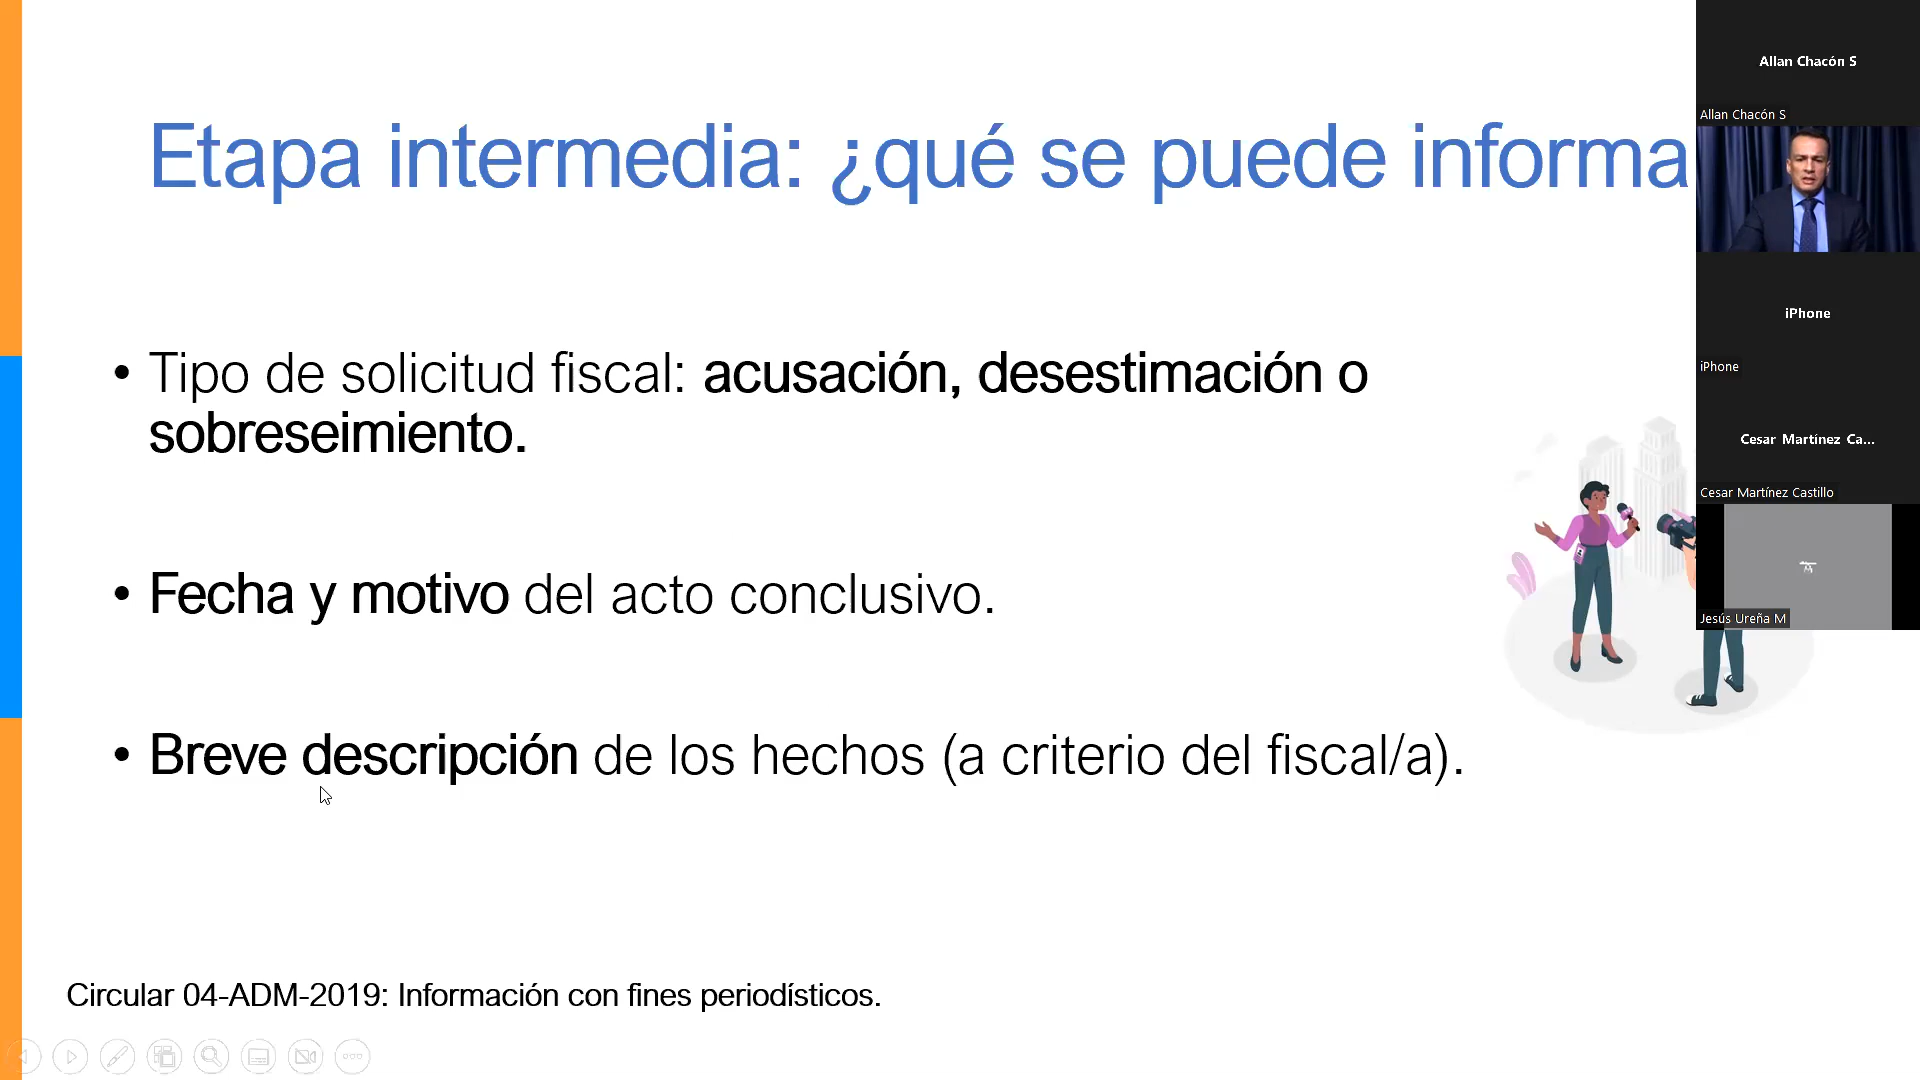 Etapa intermedia: ¿qué se puede informa
• Tipo de solicitud fiscal: acusación, desestimación o
sobreseimiento.
• Fecha y motivo del acto conclusivo.
• Breve descripción de los hechos (a criterio del fiscal/a).
Circular 04-ADM-2019: Información con fines periodísticos.
Allan Chacón S
Allan Chacón S
iPhone
iPhone
Cesar Martínez Ca...
Cesar Martínez Castillo
Jesús Ureña M